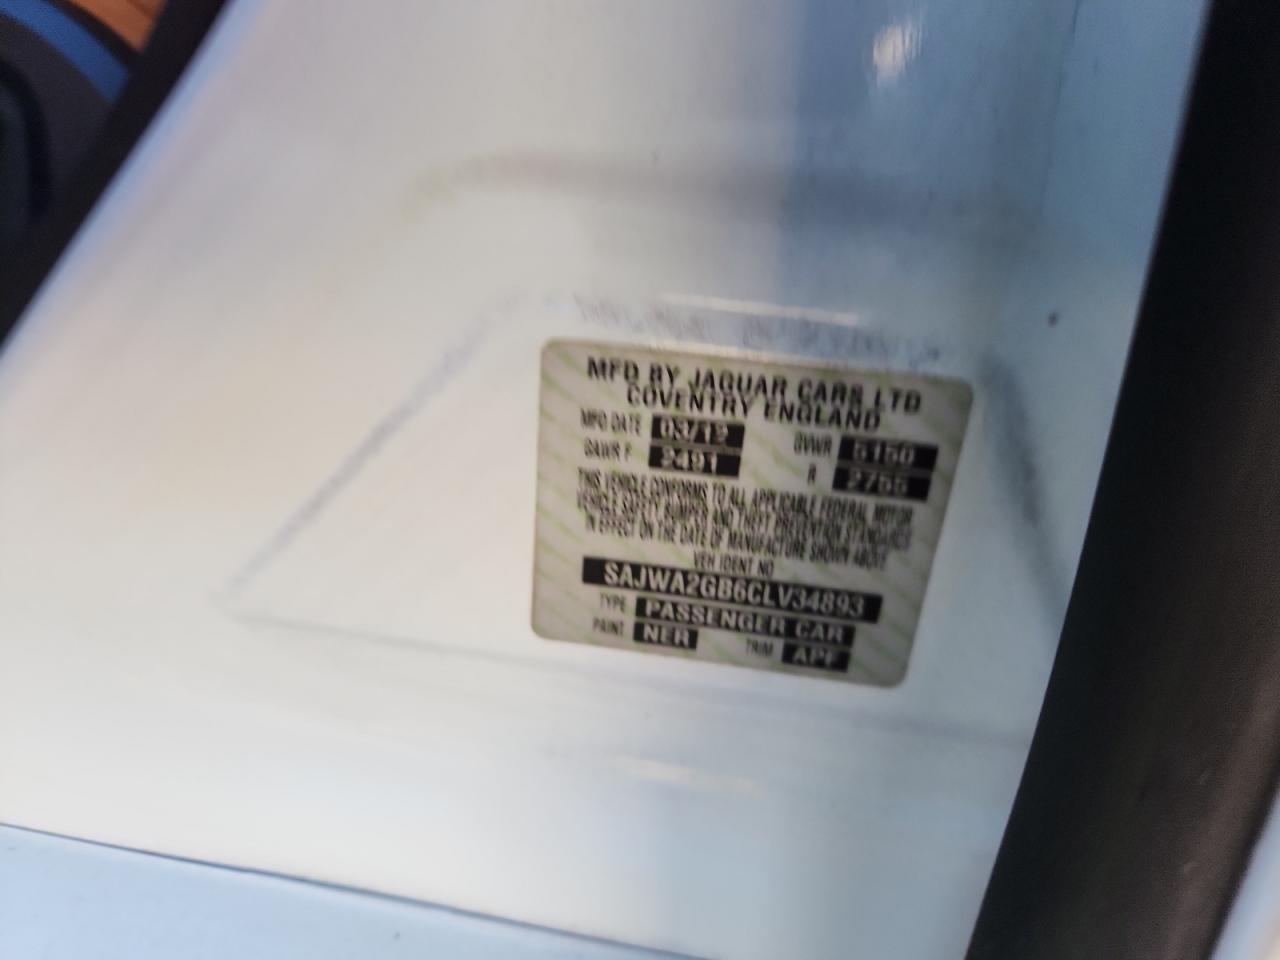 MFD BY JAGUAR CARS LTD
COVENTRY ENGLAND
MFD DATE 03/12 GVWR 5150
GAWR F 2491 R 2755
THIS VEHICLE CONFORMS TO ALL APPLICABLE FEDERAL MOTOR
VEHICLE SAFETY BUMPER AND THEFT PREVENTION STANDARDS
IN EFFECT ON THE DATE OF MANUFACTURE SHOWN ABOVE
VEH IDENT NO
SAJWA2GB6CLV34893
TYPE PASSENGER CAR
PAINT NER TRIM APF